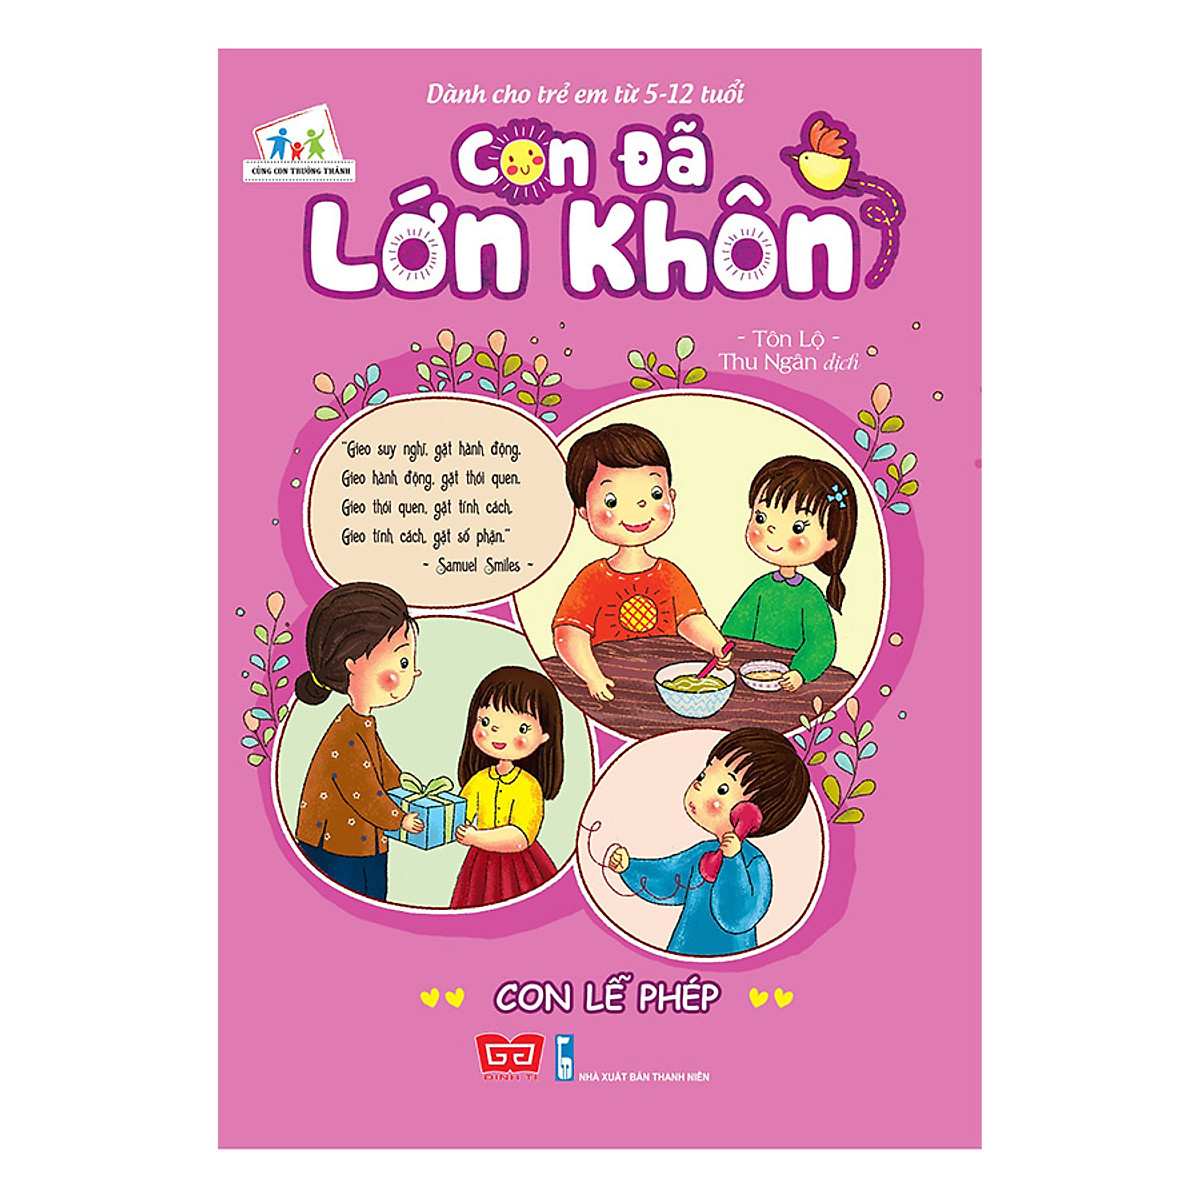 Dành cho trẻ em từ 5-12 tuổi
CÙNG CON TRƯỞNG THÀNH
Con Đã
Lớn Khôn
- Tôn Lộ -
Thu Ngân dịch
"Gieo suy nghĩ, gặt hành động.
Gieo hành động, gặt thói quen.
Gieo thói quen, gặt tính cách.
Gieo tính cách, gặt số phận."
~ Samuel Smiles ~
CON LỄ PHÉP
ĐINH TỊ
NHÀ XUẤT BẢN THANH NIÊN